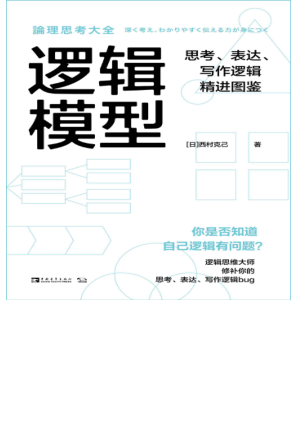 論理思考大全
深く考え、わかりやすく伝える力が身につく
逻辑
模型
思考、表达、
写作逻辑
精进图鉴
[日]西村克己 著
你是否知道
自己逻辑有问题?
逻辑思维大师
修补你的
思考、表达、写作逻辑bug